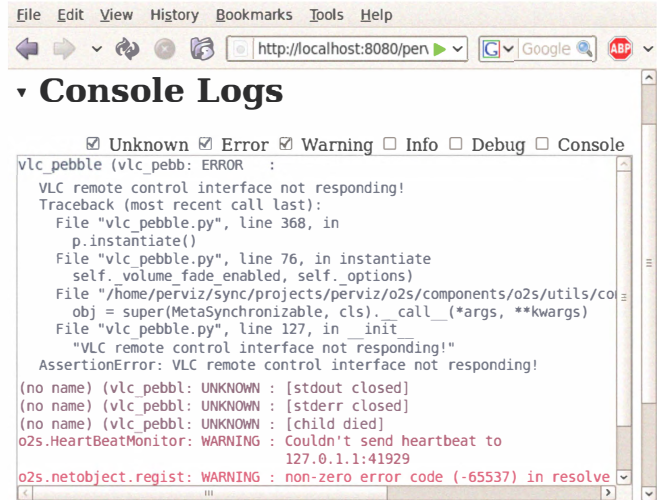 File Edit View History Bookmarks Tools Help
http://localhost:8080/perv G Google ABP
Console Logs
Unknown Error Warning Info Debug Console
vlc_pebble (vlc_pebb: ERROR :
VLC remote control interface not responding!
Traceback (most recent call last):
File "vlc_pebble.py", line 368, in
p.instantiate()
File "vlc_pebble.py", line 76, in instantiate
self._volume_fade_enabled, self._options)
File "/home/perviz/sync/projects/perviz/o2s/components/o2s/utils/co
obj = super(MetaSynchronizable, cls).__call__(*args, **kwargs)
File "vlc_pebble.py", line 127, in __init__
"VLC remote control interface not responding!"
AssertionError: VLC remote control interface not responding!
(no name) (vlc_pebbl: UNKNOWN : [stdout closed]
(no name) (vlc_pebbl: UNKNOWN : [stderr closed]
(no name) (vlc_pebbl: UNKNOWN : [child died]
o2s.HeartBeatMonitor: WARNING : Couldn't send heartbeat to
127.0.1.1:41929
o2s.netobject.regist: WARNING : non-zero error code (-65537) in resolve